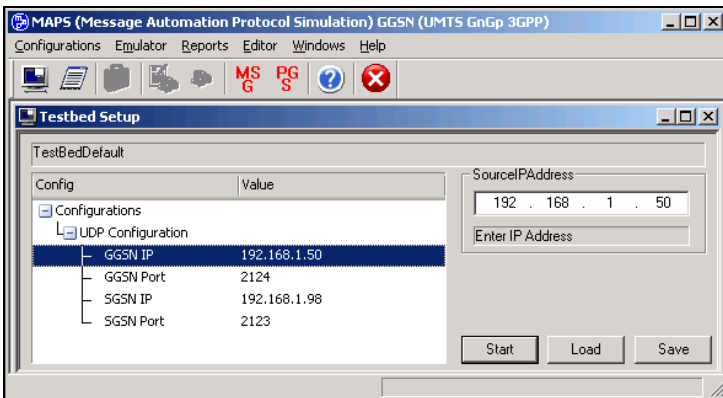 MAPS (Message Automation Protocol Simulation) GGSN (UMTS GnGp 3GPP)
Configurations Emulator Reports Editor Windows Help
MS G PG S
Testbed Setup
TestBedDefault
Config Value
Configurations
UDP Configuration
GGSN IP 192.168.1.50
GGSN Port 2124
SGSN IP 192.168.1.98
SGSN Port 2123
SourceIPAddress
192 . 168 . 1 . 50
Enter IP Address
Start Load Save